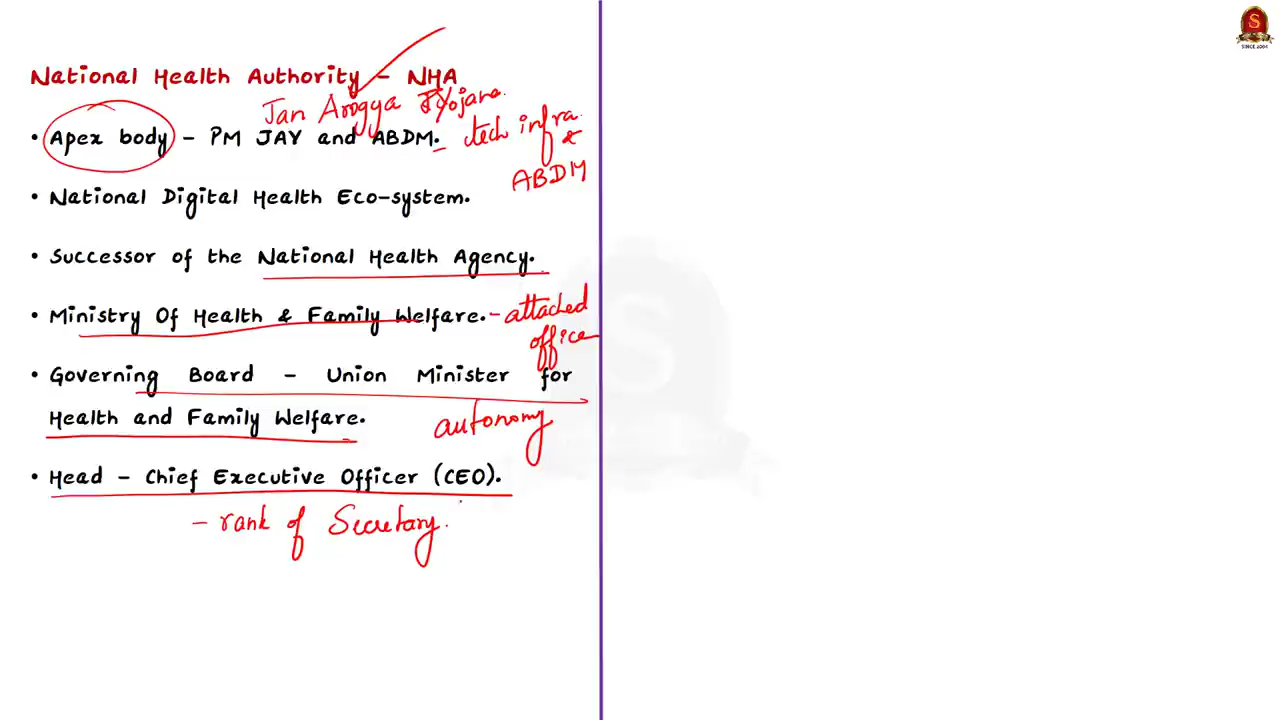 National Health Authority - NHA
Jan Arogya Yojana.
• Apex body - PM JAY and ABDM. - tech infra
&
ABDM
• National Digital Health Eco-system.
• Successor of the National Health Agency.
• Ministry Of Health & Family Welfare. - attached
office
• Governing Board - Union Minister for
Health and Family Welfare.
autonomy
• Head - Chief Executive Officer (CEO).
- rank of Secretary.
S
SINCE 2004